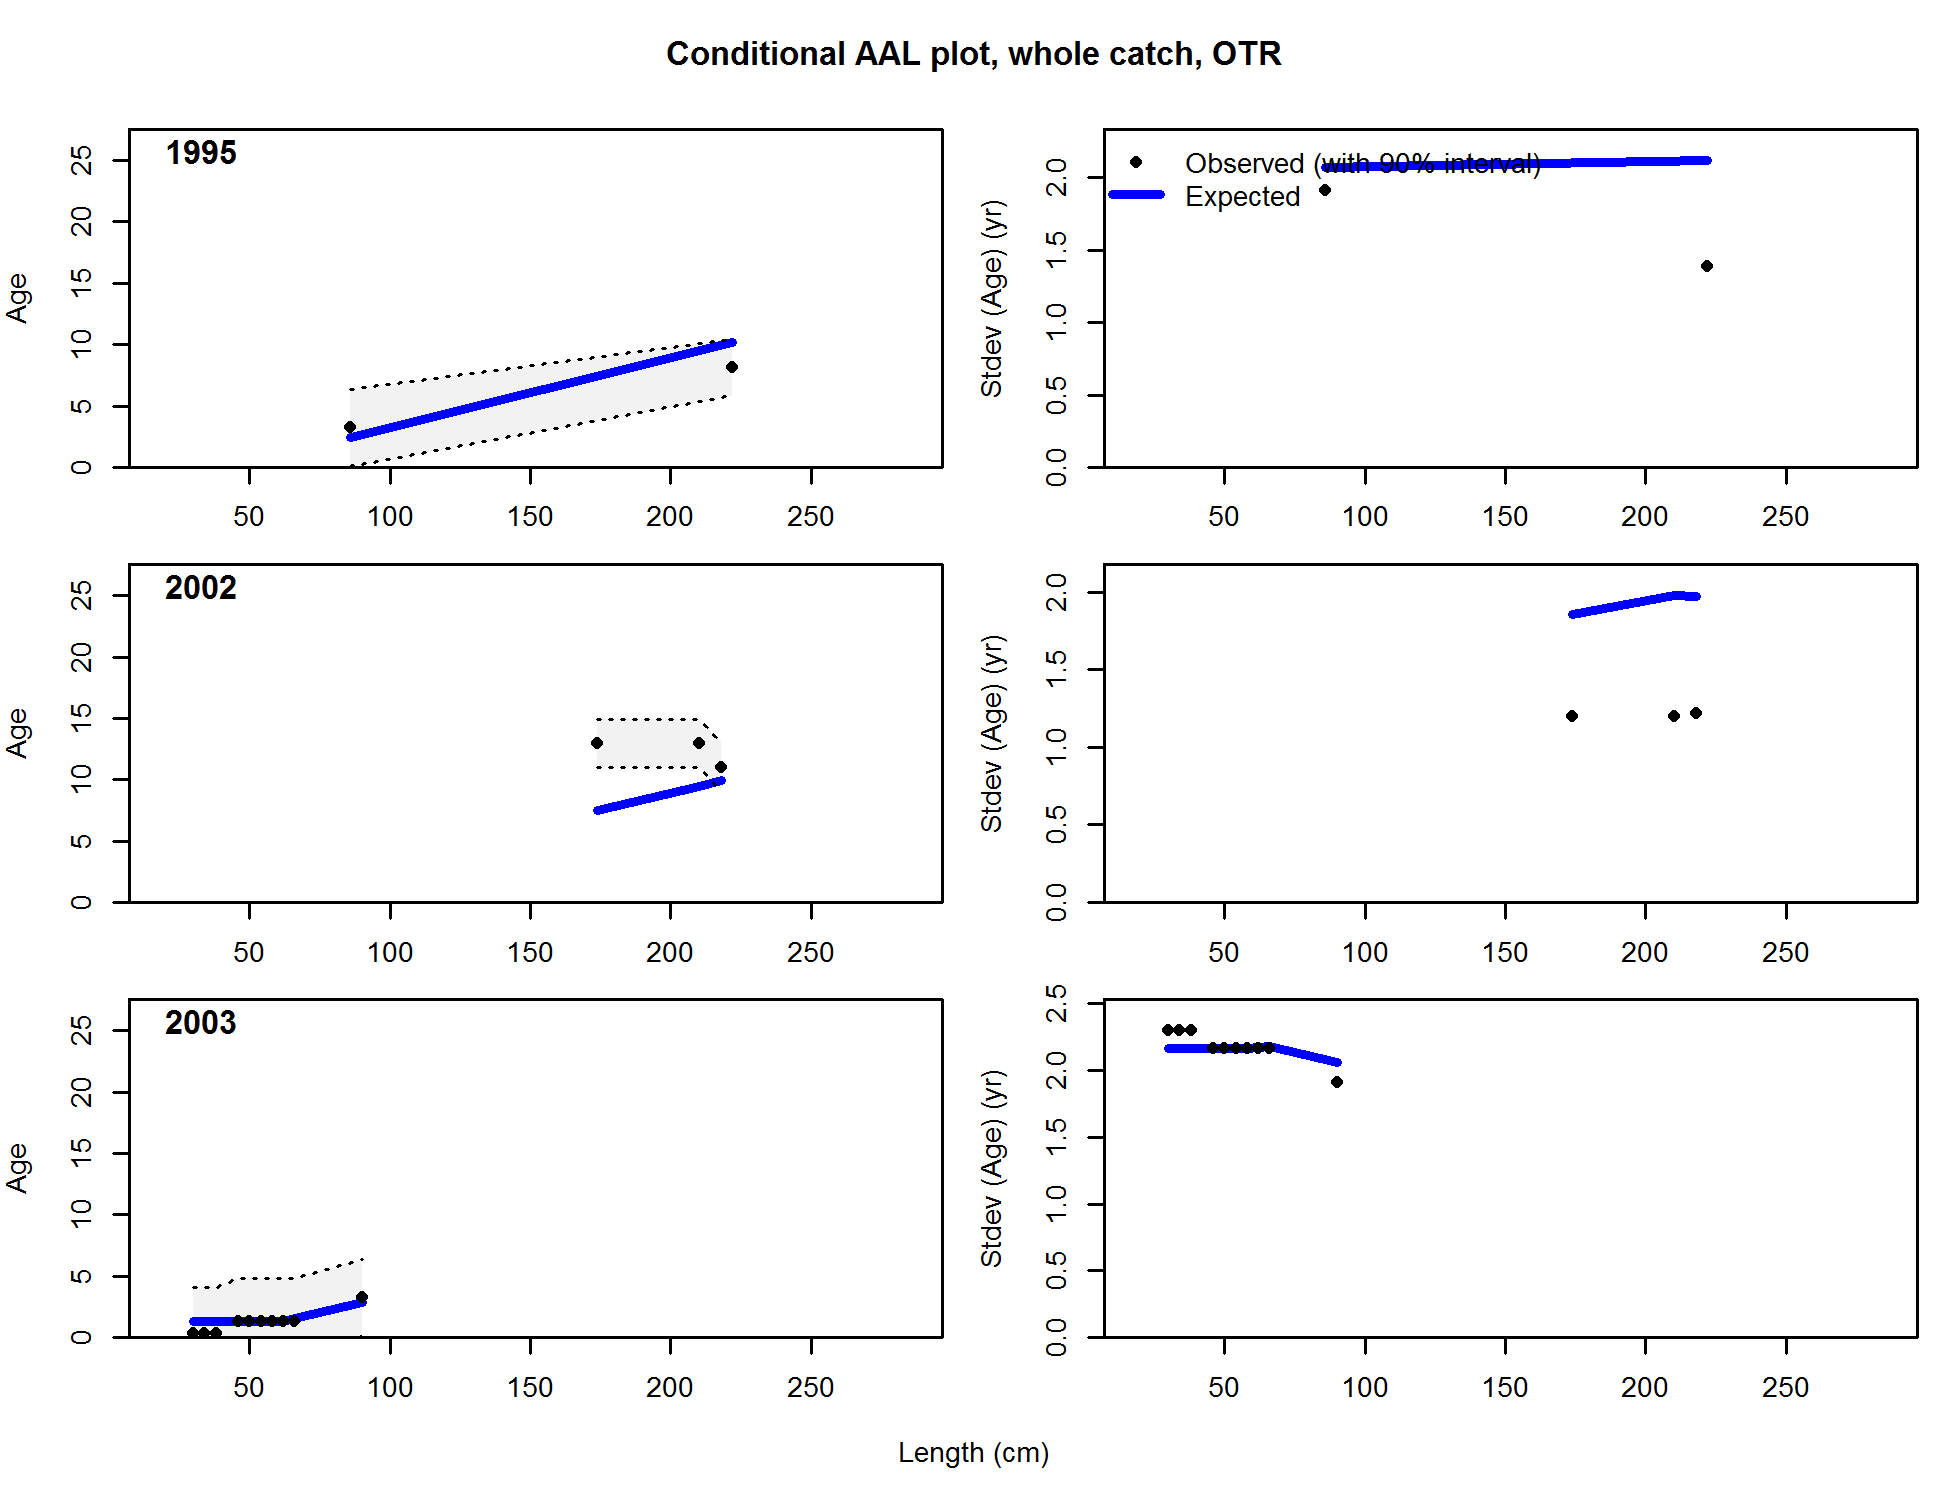 Conditional AAL plot, whole catch, OTR
1995
Age
0 5 10 15 20 25
50 100 150 200 250
Observed (with 90% interval)
Expected
Stdev (Age) (yr)
0.0 0.5 1.0 1.5 2.0
50 100 150 200 250
2002
Age
0 5 10 15 20 25
50 100 150 200 250
Stdev (Age) (yr)
0.0 0.5 1.0 1.5 2.0
50 100 150 200 250
2003
Age
0 5 10 15 20 25
50 100 150 200 250
Stdev (Age) (yr)
0.0 0.5 1.0 1.5 2.0 2.5
50 100 150 200 250
Length (cm)